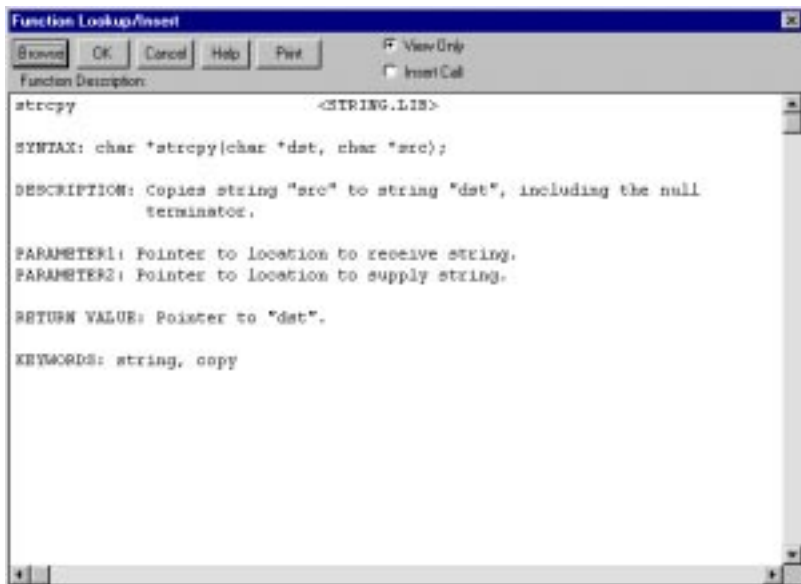 Function Lookup/Insert
Browse OK Cancel Help Print
View Only
Insert Call
Function Description:
strcpy <STRING.LIB>
SYNTAX: char *strcpy(char *dst, char *src);
DESCRIPTION: Copies string "src" to string "dst", including the null
terminator.
PARAMETER1: Pointer to location to receive string.
PARAMETER2: Pointer to location to supply string.
RETURN VALUE: Pointer to "dst".
KEYWORDS: string, copy